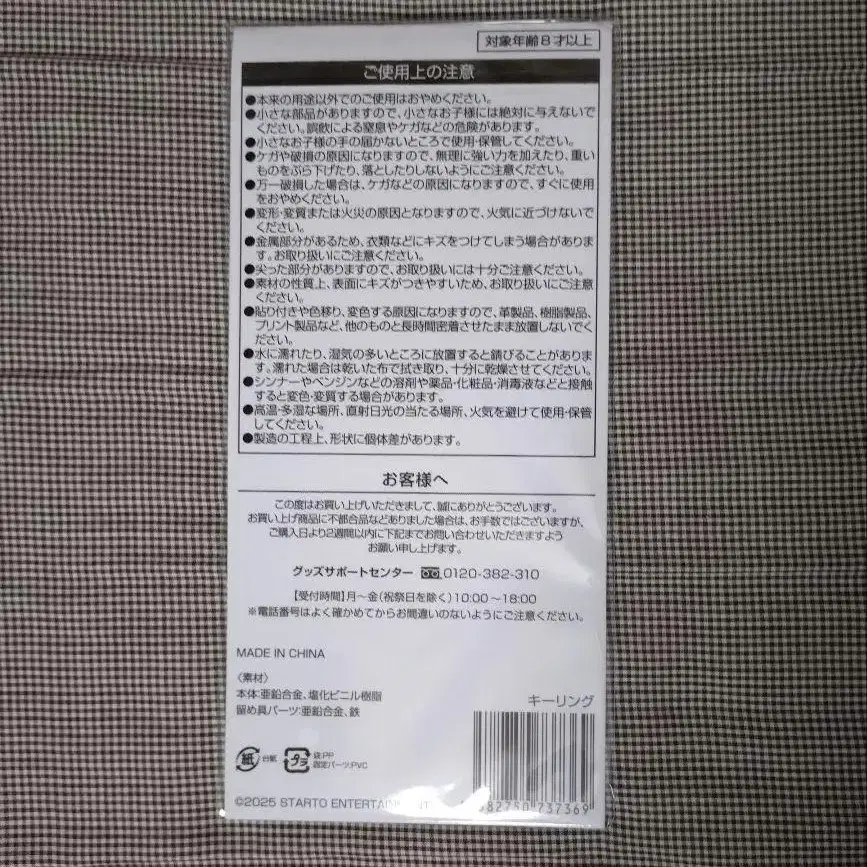 対象年齢8才以上
ご使用上の注意
●本来の用途以外でのご使用はおやめください。
●小さな部品がありますので、小さなお子様には絶対に与えないで
ください。誤飲による窒息やケガなどの危険があります。
●小さなお子様の手の届かないところで使用・保管してください。
●ケガや破損の原因になりますので、無理に強い力を加えたり、重い
ものをぶら下げたり、落としたりしないようにご注意ください。
●万一破損した場合は、ケガなどの原因になりますので、すぐに使用
をおやめください。
●変形・変質または火災の原因となりますので、火気に近づけないで
ください。
●金属部分があるため、衣類などにキズをつけてしまう場合がありま
す。お取り扱いにご注意ください。
●尖った部分がありますので、お取り扱いには十分ご注意ください。
●素材の性質上、表面にキズがつきやすいため、お取り扱いにご注意
ください。
●貼り付きや色移り、変色する原因になりますので、革製品、樹脂製品、
プリント製品など、他のものと長時間密着させたまま放置しないでく
ださい。
●水に濡れたり、湿気の多いところに放置すると錆びることがありま
す。濡れた場合は乾いた布で拭き取り、十分に乾燥させてください。
●シンナーやベンジンなどの溶剤や薬品・化粧品・消毒液などと接触
すると変色・変質する場合があります。
●高温・多湿な場所、直射日光の当たる場所、火気を避けて使用・保管
してください。
●製造の工程上、形状に個体差があります。
お客様へ
この度はお買い上げいただきまして、誠にありがとうございます。
お買い上げ商品に不都合品などありました場合は、お手数ではございますが、
ご購入日より2週間以内に下記までお問い合わせいただきますよう
お願い申し上げます。
グッズサポートセンター 0120-382-310
【受付時間】月～金（祝祭日を除く）10:00～18:00
※電話番号はよく確かめてからお間違いのないようにご注意ください。
MADE IN CHINA
〈素材〉
本体:亜鉛合金、塩化ビニル樹脂
留め具パーツ:亜鉛合金、鉄
キーリング
紙 台紙 プラ 袋:PP
固定パーツ:PVC
©2025 STARTO ENTERTAINMENT
582750 737369